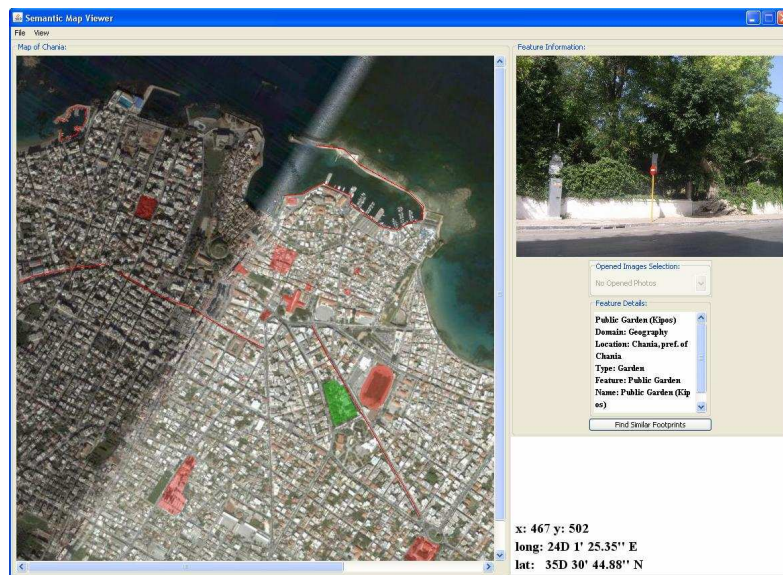 Semantic Map Viewer
File View
Map of Chania:
Feature Information:
Opened Images Selection:
No Opened Photos
Feature Details:
Public Garden (Kipos)
Domain: Geography
Location: Chania, pref. of
Chania
Type: Garden
Feature: Public Garden
Name: Public Garden (Kip
os)
Find Similar Footprints
x: 467 y: 502
long: 24D 1' 25.35'' E
lat: 35D 30' 44.88'' N